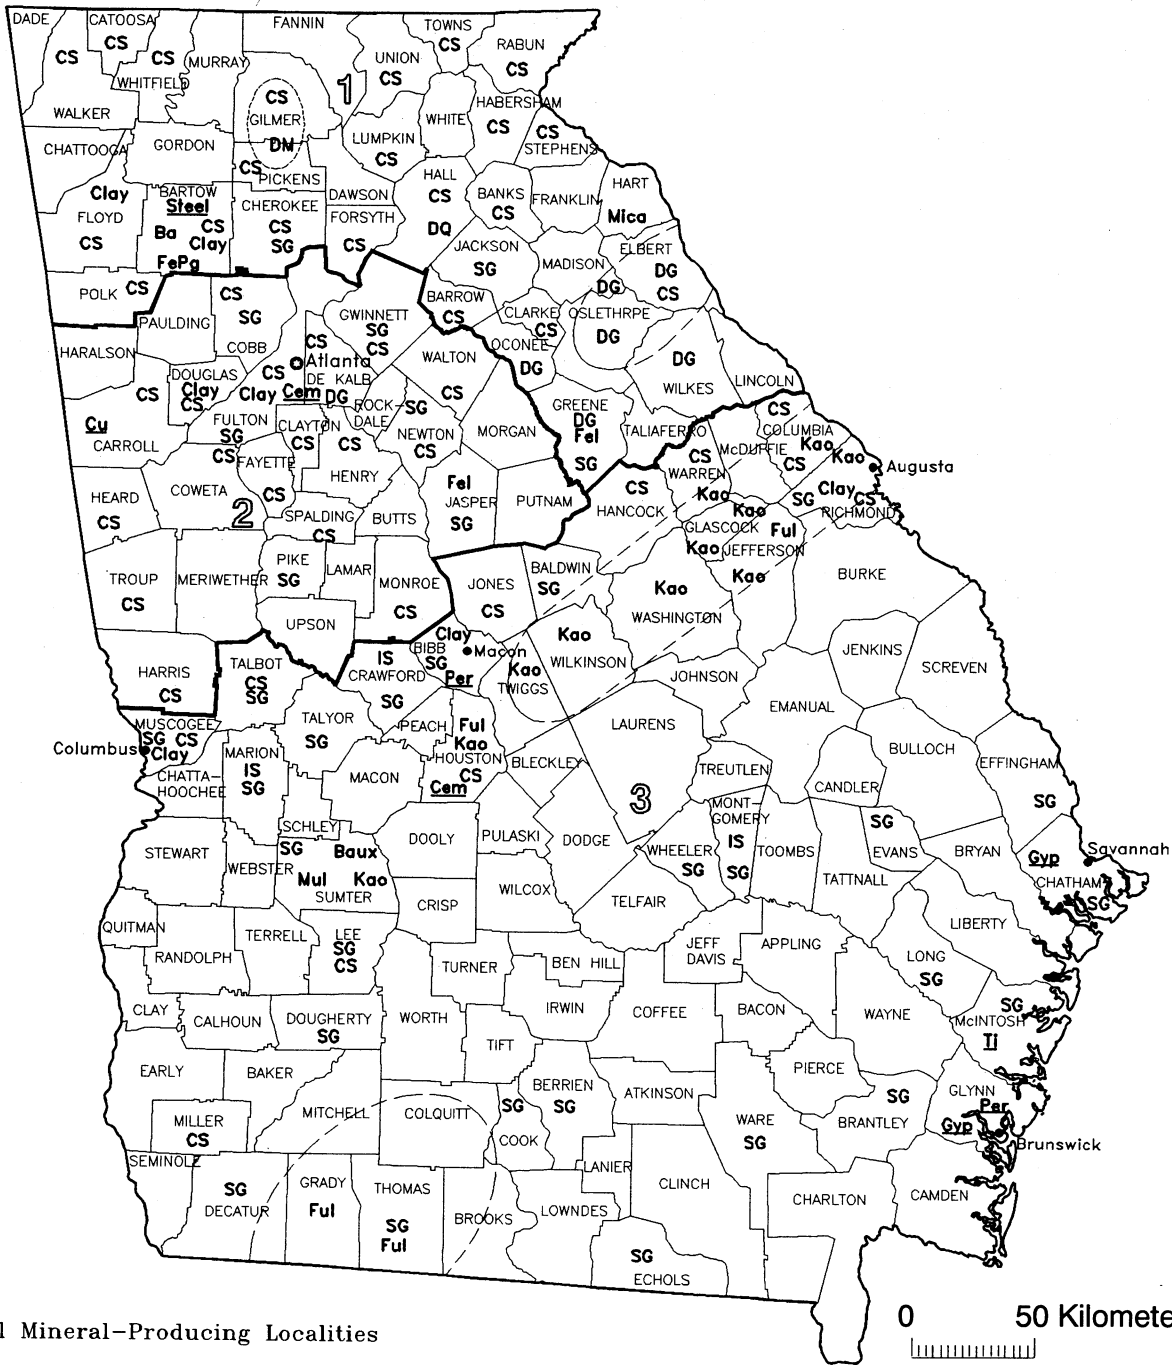 DADE
CATOOSA
CS
CS
WHITFIELD
CS
MURRAY
FANNIN
TOWNS
CS
UNION
CS
RABUN
CS
1
WALKER
CS
GILMER
DM
WHITE
HABERSHAM
CS
CS
STEPHENS
CHATTOOGA
GORDON
LUMPKIN
CS
CS
PICKENS
DAWSON
HALL
CS
DQ
BANKS
CS
FRANKLIN
HART
Mica
Clay
FLOYD
CS
BARTOW
Steel
Ba
CS
Clay
FePg
CHEROKEE
CS
SG
FORSYTH
CS
JACKSON
SG
MADISON
DG
ELBERT
DG
CS
POLK
CS
PAULDING
CS
SG
COBB
GWINNETT
SG
CS
BARROW
CS
CLARKE
CS
OCONEE
DG
OSLETHRPE
DG
DG
WILKES
LINCOLN
HARALSON
CS
Atlanta
CS
DE KALB
Cem
DG
WALTON
CS
CS
DOUGLAS
Clay
CS
Clay
Cu
CARROLL
FULTON
SG
CLAYTON
CS
ROCK-
DALE
SG
NEWTON
CS
MORGAN
GREENE
DG
Fel
SG
TALIAFERRO
McDUFFIE
CS
COLUMBIA
Kao
CS
Kao
Augusta
CS
FAYETTE
CS
CS
HENRY
HEARD
CS
COWETA
2
SPALDING
CS
BUTTS
Fel
JASPER
SG
PUTNAM
CS
HANCOCK
CS
WARREN
Kao
SG
Clay
CS
RICHMOND
Kao
GLASCOCK
Kao
Ful
JEFFERSON
Kao
BURKE
TROUP
CS
MERIWETHER
PIKE
SG
LAMAR
MONROE
CS
JONES
CS
BALDWIN
SG
Kao
WASHINGTON
UPSON
HARRIS
CS
TALBOT
CS
SG
IS
CRAWFORD
SG
Clay
BIBB
SG
Macon
Per
Kao
TWIGGS
Kao
WILKINSON
JOHNSON
JENKINS
SCREVEN
EMANUAL
Columbus
MUSCOGEE
SG
CS
Clay
CHATTA-
HOOCHEE
MARION
IS
SG
TALYOR
SG
PEACH
Ful
Kao
HOUSTON
CS
Cem
MACON
BLECKLEY
LAURENS
3
TREUTLEN
BULLOCH
CANDLER
EFFINGHAM
SG
SCHLEY
STEWART
WEBSTER
SG
Baux
Mul
Kao
SUMTER
DOOLY
PULASKI
DODGE
WHEELER
SG
MONT-
GOMERY
IS
SG
TOOMBS
TATTNALL
SG
EVANS
BRYAN
Gyp
Savannah
CHATHAM
SG
CRISP
WILCOX
TELFAIR
LIBERTY
QUITMAN
RANDOLPH
TERRELL
LEE
SG
CS
TURNER
BEN HILL
JEFF
DAVIS
APPLING
LONG
SG
CLAY
CALHOUN
DOUGHERTY
SG
WORTH
IRWIN
COFFEE
BACON
WAYNE
SG
McINTOSH
Ti
EARLY
BAKER
TIFT
PIERCE
MILLER
CS
MITCHELL
COLQUITT
SG
COOK
BERRIEN
SG
ATKINSON
WARE
SG
SG
BRANTLEY
GLYNN
Per
Gyp
Brunswick
SEMINOLE
SG
DECATUR
GRADY
Ful
THOMAS
SG
Ful
BROOKS
LANIER
LOWNDES
CLINCH
SG
ECHOLS
CHARLTON
CAMDEN
l Mineral-Producing Localities
0 50 Kilomete